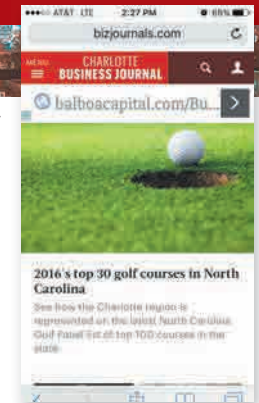 AT&T LTE 2:27 PM
bizjournals.com
MENU
CHARLOTTE
BUSINESS JOURNAL
balboacapital.com/Bu...
2016's top 30 golf courses in North
Carolina
See how the Charlotte region is
represented on the latest North Carolina
Golf Panel list of top 100 courses in the
state.